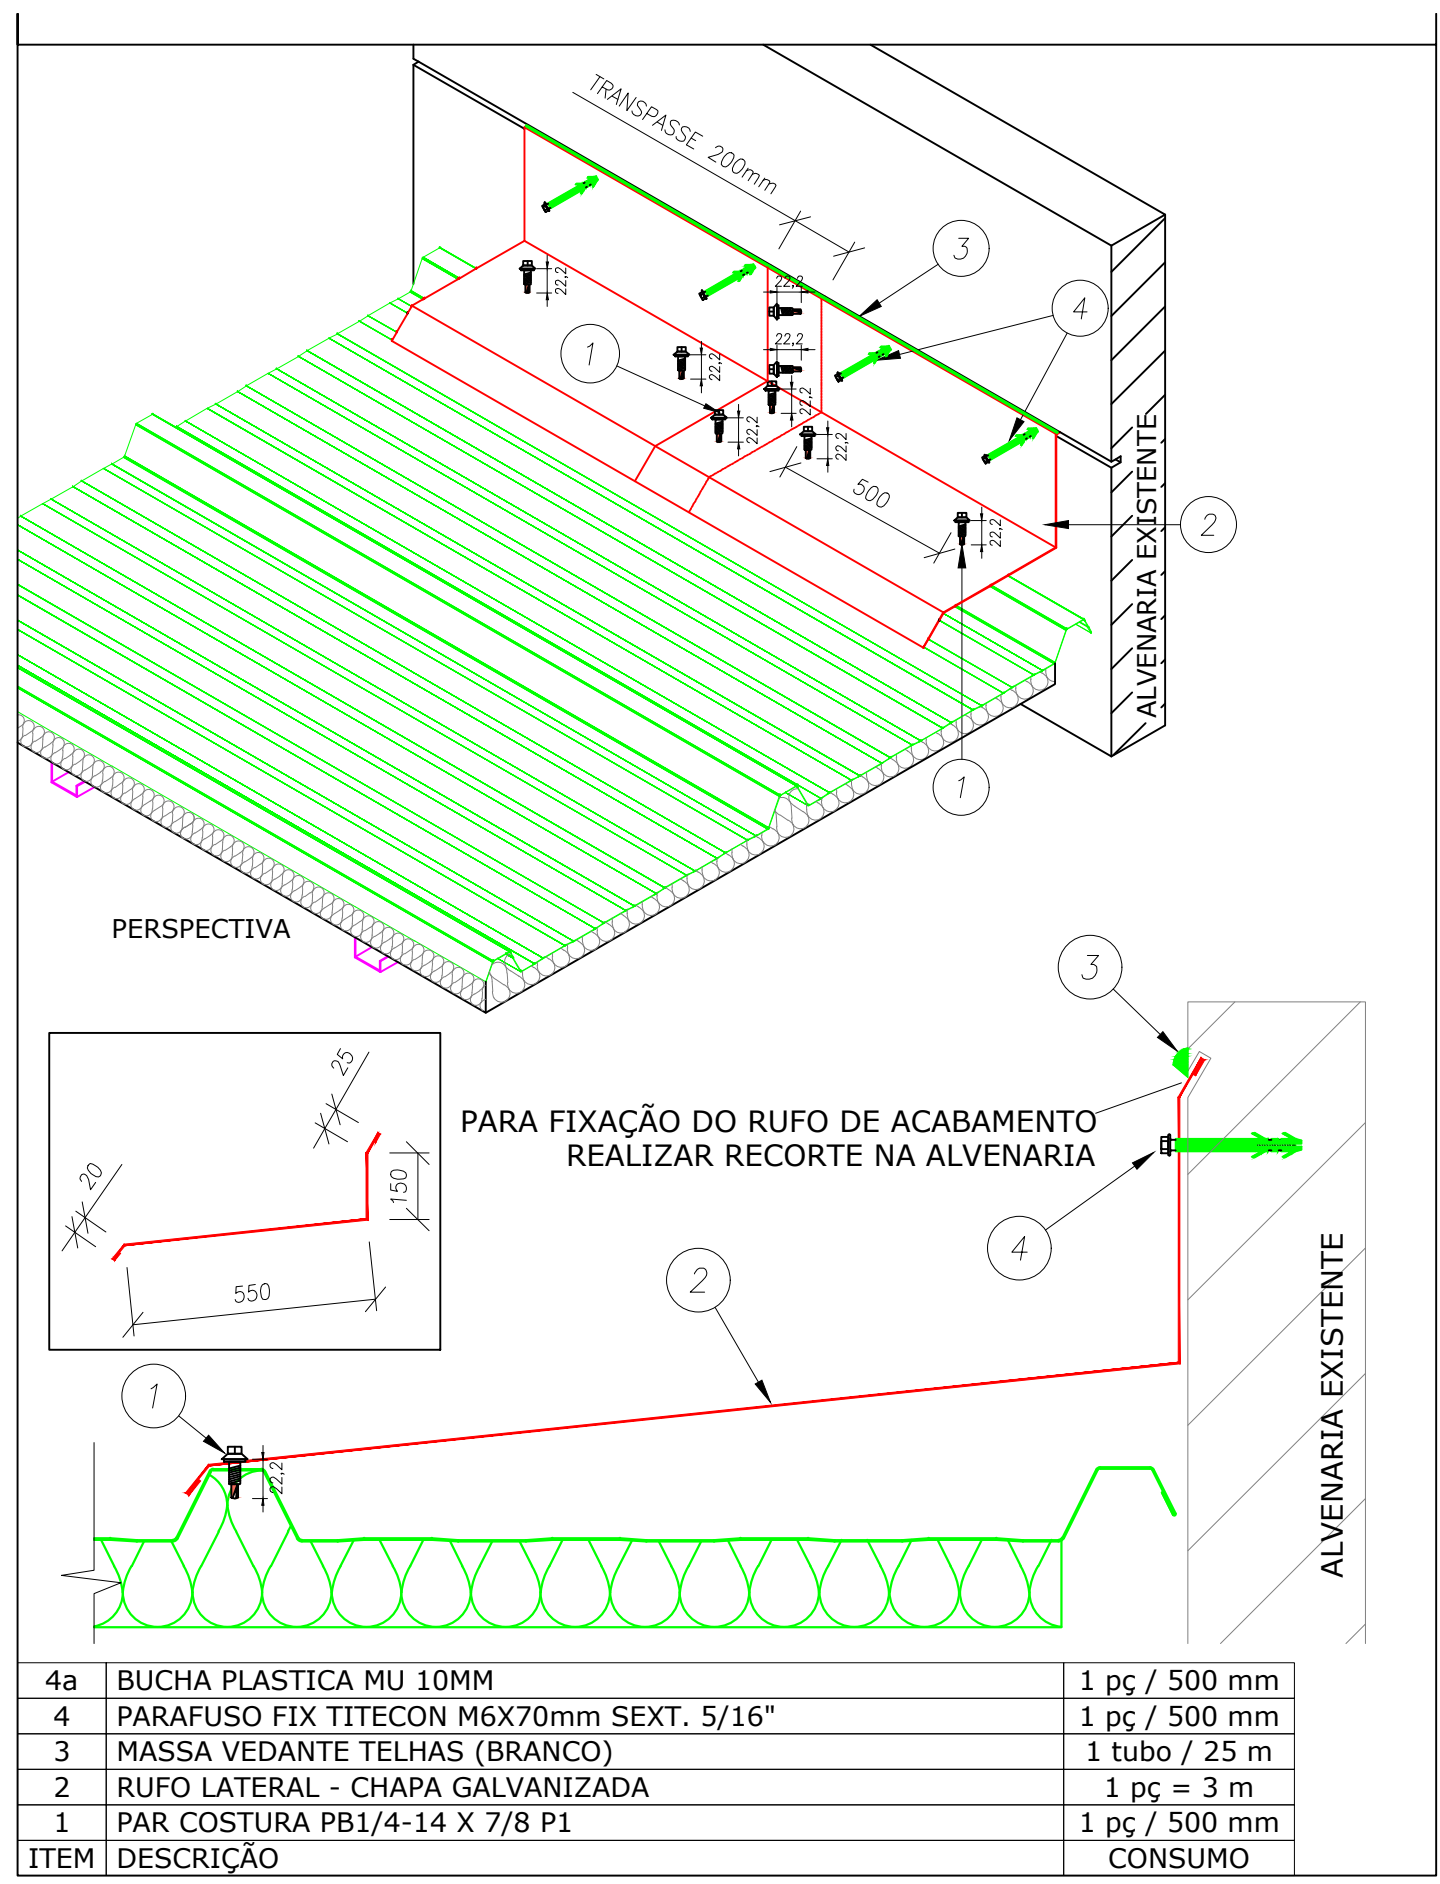 TRANSPASSE 200mm
3
4
22,2
22,2
22,2
1
22,2
22,2
22,2
22,2
500
22,2
2
ALVENARIA EXISTENTE
1
PERSPECTIVA
3
25
PARA FIXAÇÃO DO RUFO DE ACABAMENTO
REALIZAR RECORTE NA ALVENARIA
20
150
4
2
550
ALVENARIA EXISTENTE
1
22,2
4a BUCHA PLASTICA MU 10MM 1 pç / 500 mm
4 PARAFUSO FIX TITECON M6X70mm SEXT. 5/16" 1 pç / 500 mm
3 MASSA VEDANTE TELHAS (BRANCO) 1 tubo / 25 m
2 RUFO LATERAL - CHAPA GALVANIZADA 1 pç = 3 m
1 PAR COSTURA PB1/4-14 X 7/8 P1 1 pç / 500 mm
ITEM DESCRIÇÃO CONSUMO